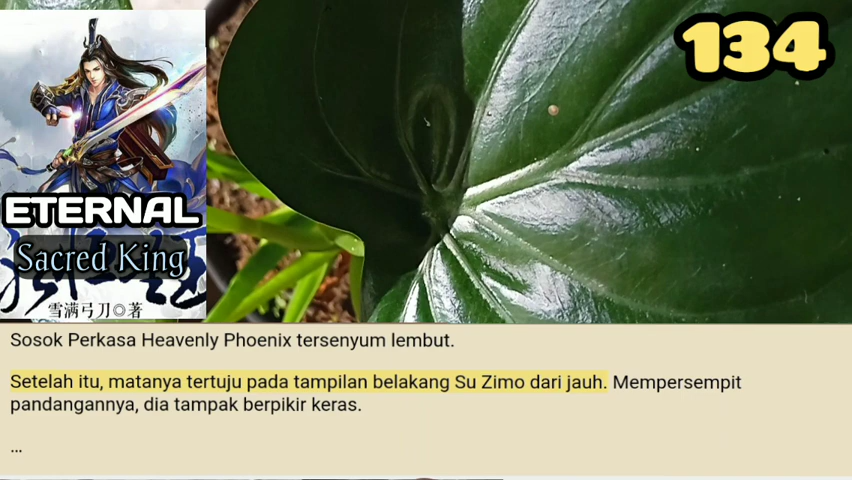 134
ETERNAL
Sacred King
雪满弓刀◎著
Sosok Perkasa Heavenly Phoenix tersenyum lembut.
Setelah itu, matanya tertuju pada tampilan belakang Su Zimo dari jauh. Mempersempit
pandangannya, dia tampak berpikir keras.
...